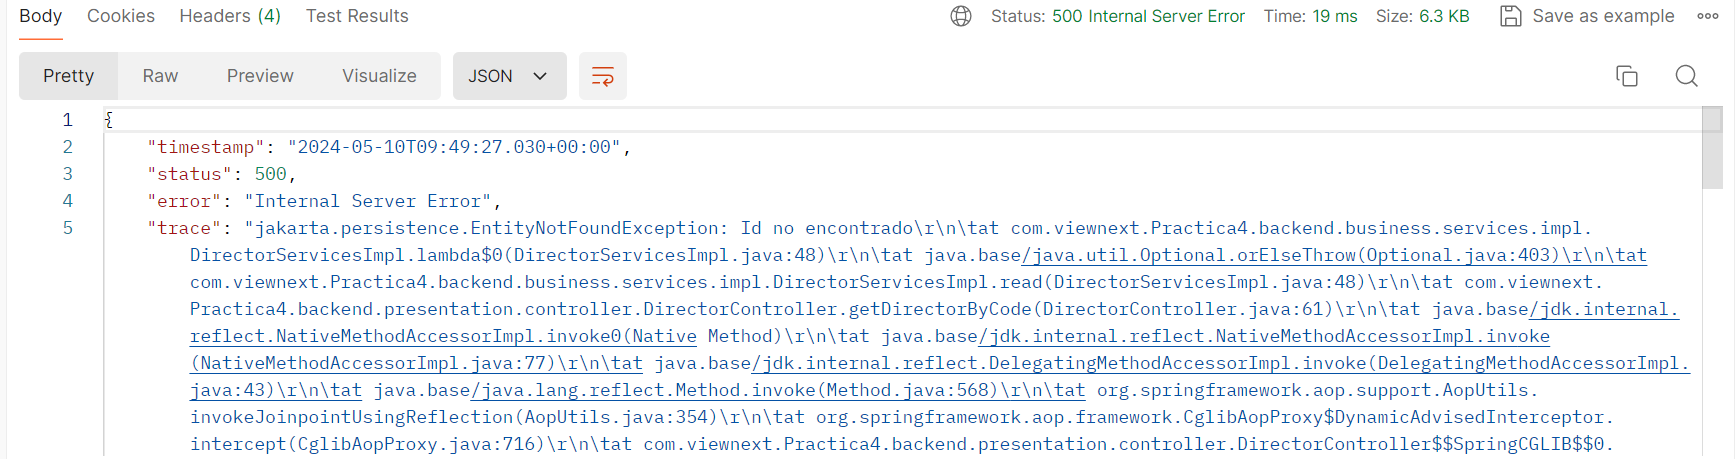 Body Cookies Headers (4) Test Results Status: 500 Internal Server Error Time: 19 ms Size: 6.3 KB Save as example
Pretty Raw Preview Visualize JSON
1 {
2 "timestamp": "2024-05-10T09:49:27.030+00:00",
3 "status": 500,
4 "error": "Internal Server Error",
5 "trace": "jakarta.persistence.EntityNotFoundException: Id no encontrado\r\n\tat com.viewnext.Practica4.backend.business.services.impl.
DirectorServicesImpl.lambda$0(DirectorServicesImpl.java:48)\r\n\tat java.base/java.util.Optional.orElseThrow(Optional.java:403)\r\n\tat
com.viewnext.Practica4.backend.business.services.impl.DirectorServicesImpl.read(DirectorServicesImpl.java:48)\r\n\tat com.viewnext.
Practica4.backend.presentation.controller.DirectorController.getDirectorByCode(DirectorController.java:61)\r\n\tat java.base/jdk.internal.
reflect.NativeMethodAccessorImpl.invoke0(Native Method)\r\n\tat java.base/jdk.internal.reflect.NativeMethodAccessorImpl.invoke
(NativeMethodAccessorImpl.java:77)\r\n\tat java.base/jdk.internal.reflect.DelegatingMethodAccessorImpl.invoke(DelegatingMethodAccessorImpl.
java:43)\r\n\tat java.base/java.lang.reflect.Method.invoke(Method.java:568)\r\n\tat org.springframework.aop.support.AopUtils.
invokeJoinpointUsingReflection(AopUtils.java:354)\r\n\tat org.springframework.aop.framework.CglibAopProxy$DynamicAdvisedInterceptor.
intercept(CglibAopProxy.java:716)\r\n\tat com.viewnext.Practica4.backend.presentation.controller.DirectorController$$SpringCGLIB$$0.